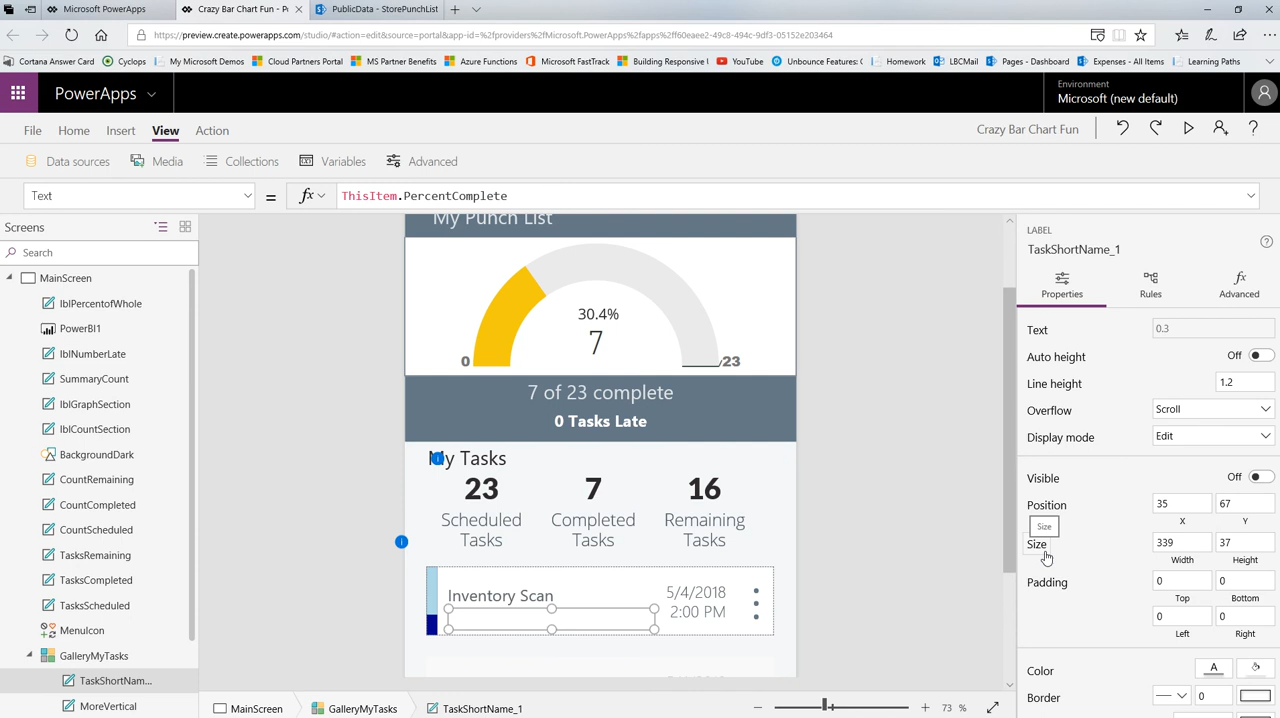 Microsoft PowerApps
Crazy Bar Chart Fun - Po
PublicData - StorePunchList
https://preview.create.powerapps.com/studio/#action=edit&source=portal&app-id=%2fproviders%2fMicrosoft.PowerApps%2fapps%2ff60eaee2-49c8-494c-9df3-05152e203464
Cortana Answer Card
Cyclops
My Microsoft Demos
Cloud Partners Portal
MS Partner Benefits
Azure Functions
Microsoft FastTrack
Building Responsive
YouTube
Unbounce Features:
Homework
LBCMail
Pages - Dashboard
Expenses - All Items
Learning Paths
PowerApps
Environment
Microsoft (new default)
File Home Insert View Action
Crazy Bar Chart Fun
Data sources Media Collections Variables Advanced
Text = fx ThisItem.PercentComplete
Screens
Search
MainScreen
lblPercentofWhole
PowerBI1
lblNumberLate
SummaryCount
lblGraphSection
lblCountSection
BackgroundDark
CountRemaining
CountCompleted
CountScheduled
TasksRemaining
TasksCompleted
TasksScheduled
MenuIcon
GalleryMyTasks
TaskShortNam...
MoreVertical
My Punch List
30.4%
7
0
23
7 of 23 complete
0 Tasks Late
My Tasks
23 7 16
Scheduled Tasks
Completed Tasks
Remaining Tasks
Inventory Scan
5/4/2018
2:00 PM
MainScreen GalleryMyTasks TaskShortName_1
73 %
LABEL
TaskShortName_1
Properties Rules Advanced
Text 0.3
Auto height Off
Line height 1.2
Overflow Scroll
Display mode Edit
Visible Off
Position 35 67
X Y
Size
Size 339 37
Width Height
Padding 0 0
Top Bottom
0 0
Left Right
Color A
Border 0